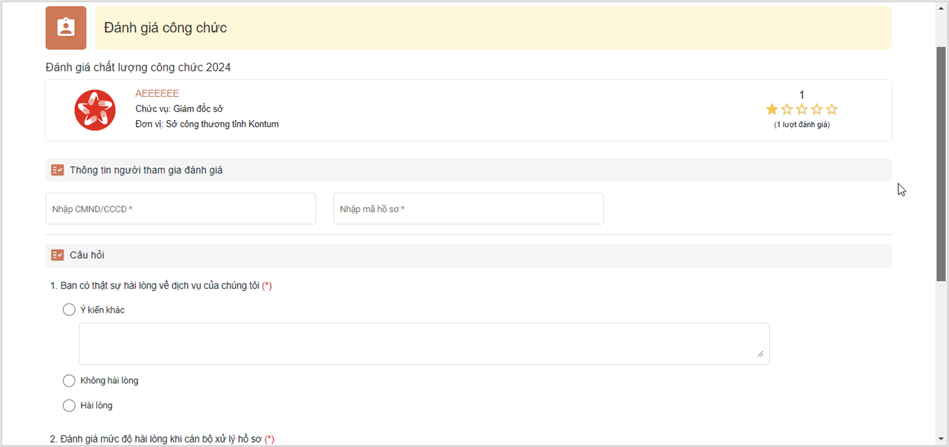 Đánh giá công chức
Đánh giá chất lượng công chức 2024
AEEEEEE
1
Chức vụ: Giám đốc sở
Đơn vị: Sở công thương tỉnh Kontum
(1 lượt đánh giá)
Thông tin người tham gia đánh giá
Nhập CMND/CCCD *
Nhập mã hồ sơ *
Câu hỏi
1. Bạn có thật sự hài lòng về dịch vụ của chúng tôi (*)
Ý kiến khác
Không hài lòng
Hài lòng
2. Đánh giá mức độ hài lòng khi cán bộ xử lý hồ sơ (*)